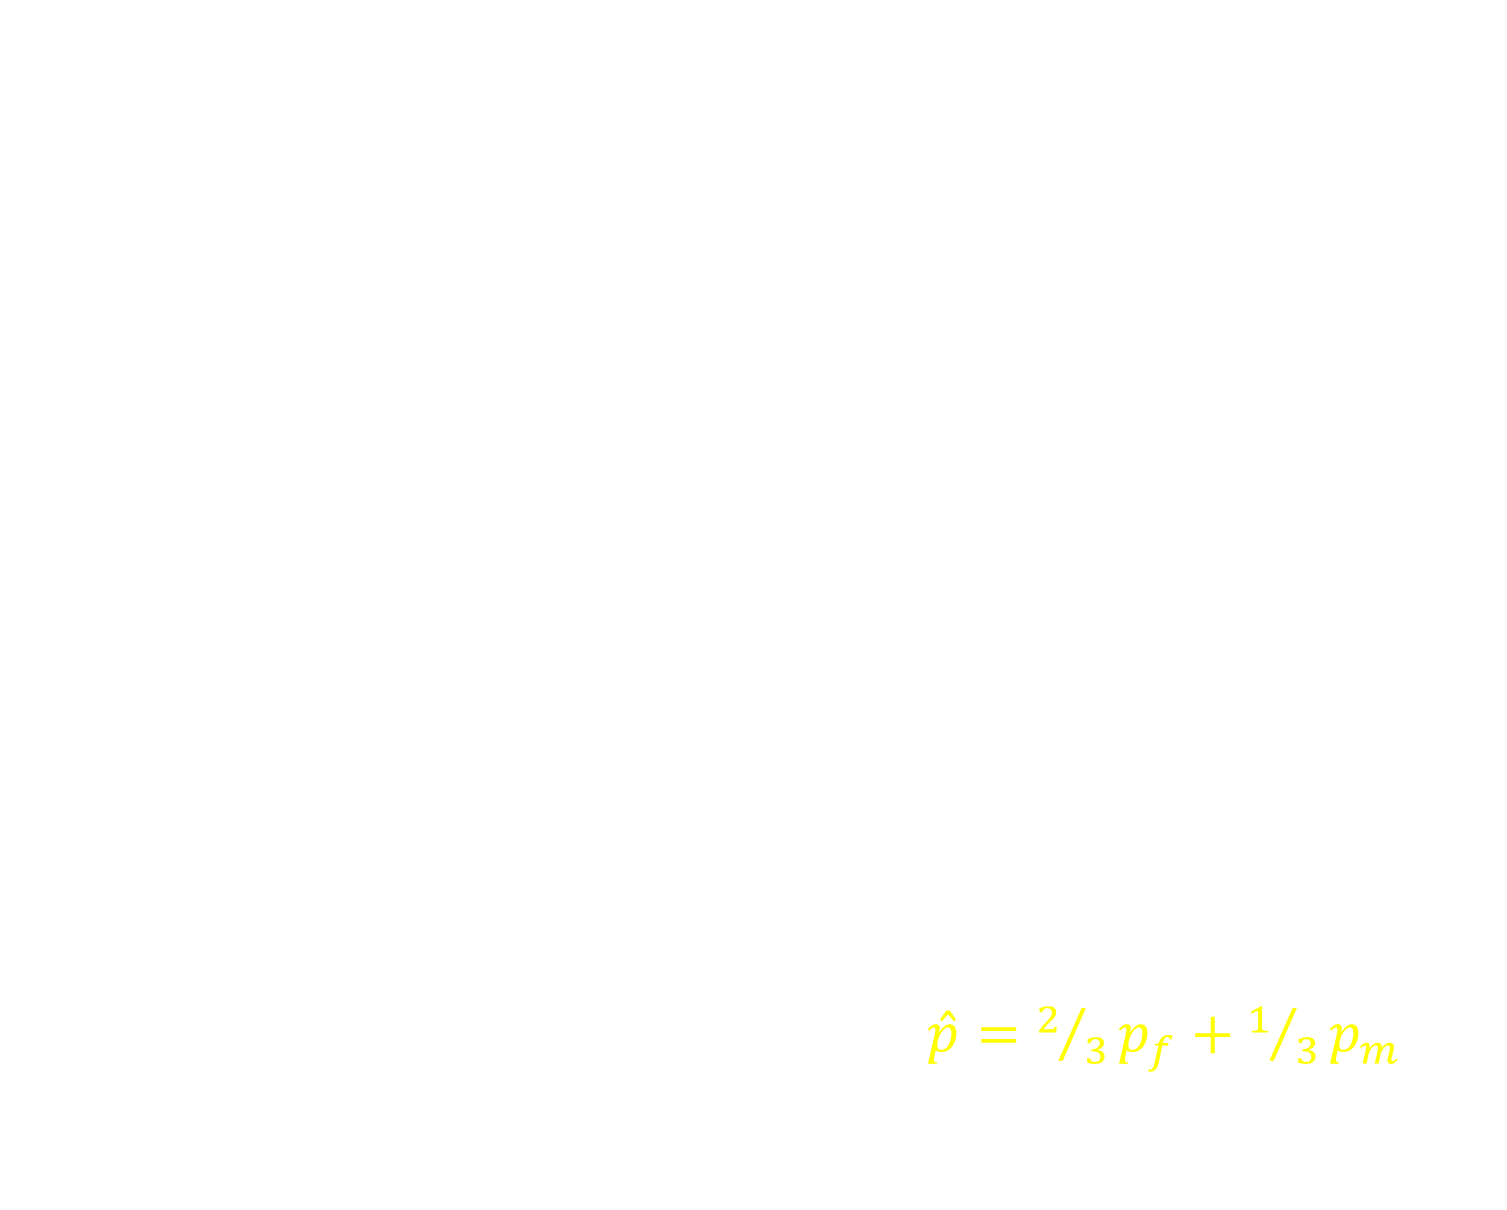 p̂ = 2/3 p_f + 1/3 p_m